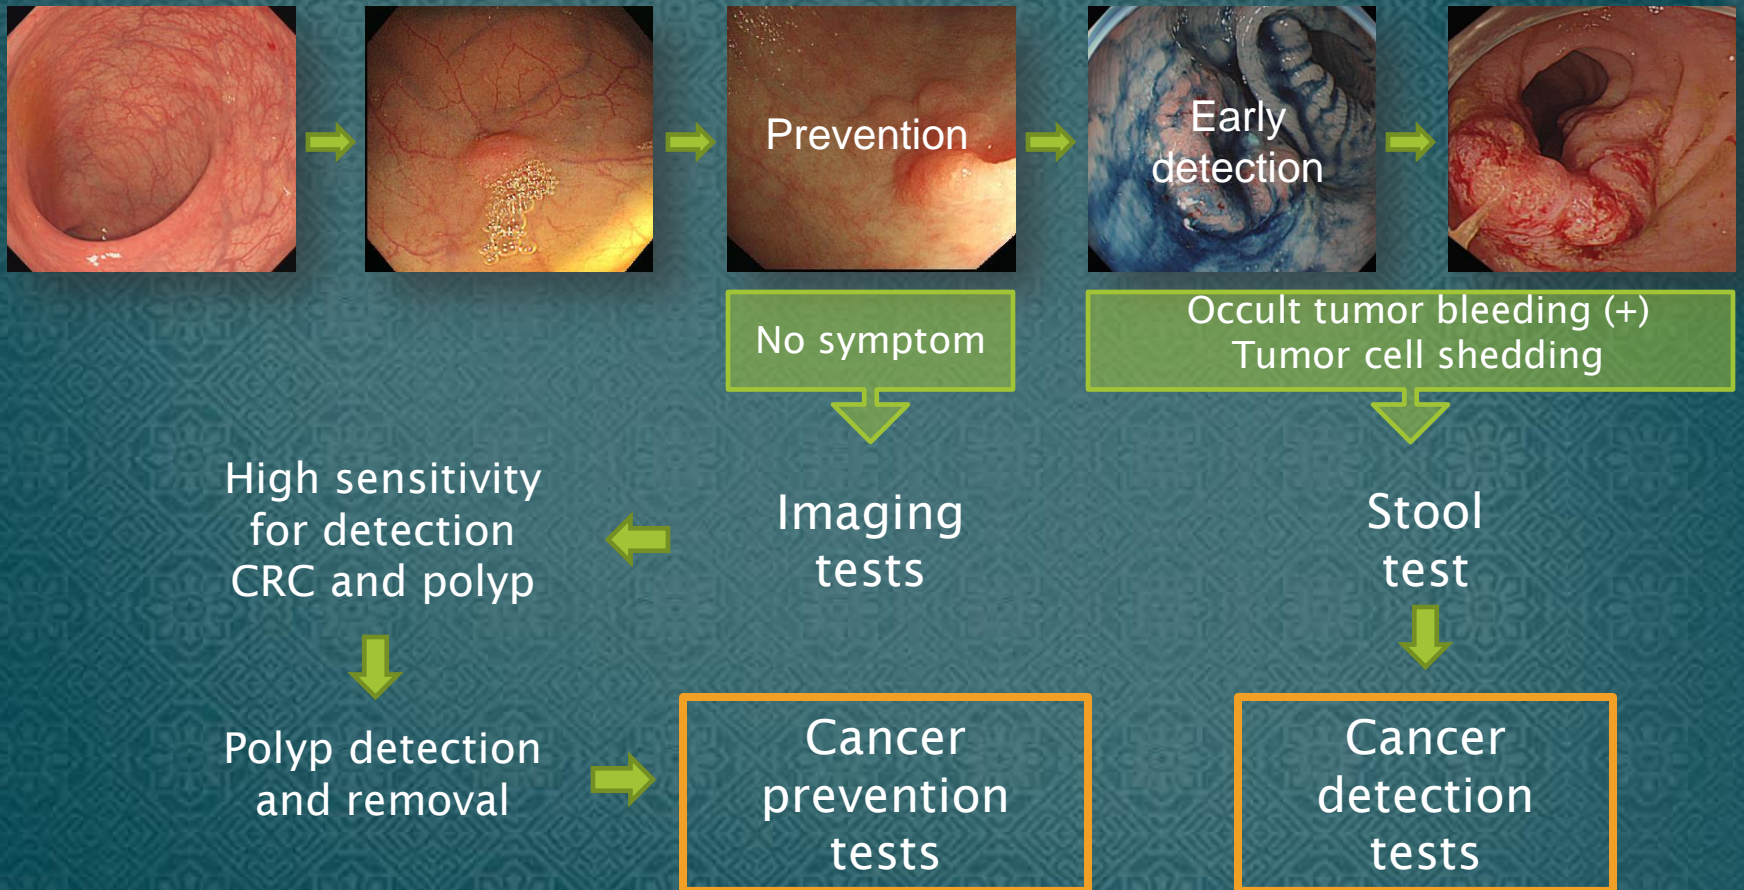 Prevention
Early
detection
No symptom
Occult tumor bleeding (+)
Tumor cell shedding
High sensitivity
for detection
CRC and polyp
Imaging
tests
Stool
test
Polyp detection
and removal
Cancer
prevention
tests
Cancer
detection
tests